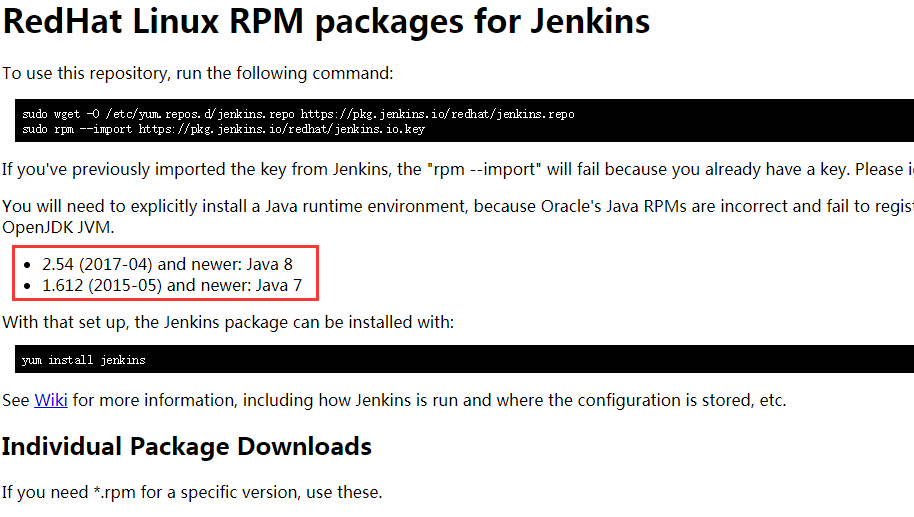 RedHat Linux RPM packages for Jenkins
To use this repository, run the following command:
sudo wget -O /etc/yum.repos.d/jenkins.repo https://pkg.jenkins.io/redhat/jenkins.repo
sudo rpm --import https://pkg.jenkins.io/redhat/jenkins.io.key
If you've previously imported the key from Jenkins, the "rpm --import" will fail because you already have a key. Please
You will need to explicitly install a Java runtime environment, because Oracle's Java RPMs are incorrect and fail to
OpenJDK JVM.
• 2.54 (2017-04) and newer: Java 8
• 1.612 (2015-05) and newer: Java 7
With that set up, the Jenkins package can be installed with:
yum install jenkins
See Wiki for more information, including how Jenkins is run and where the configuration is stored, etc.
Individual Package Downloads
If you need *.rpm for a specific version, use these.